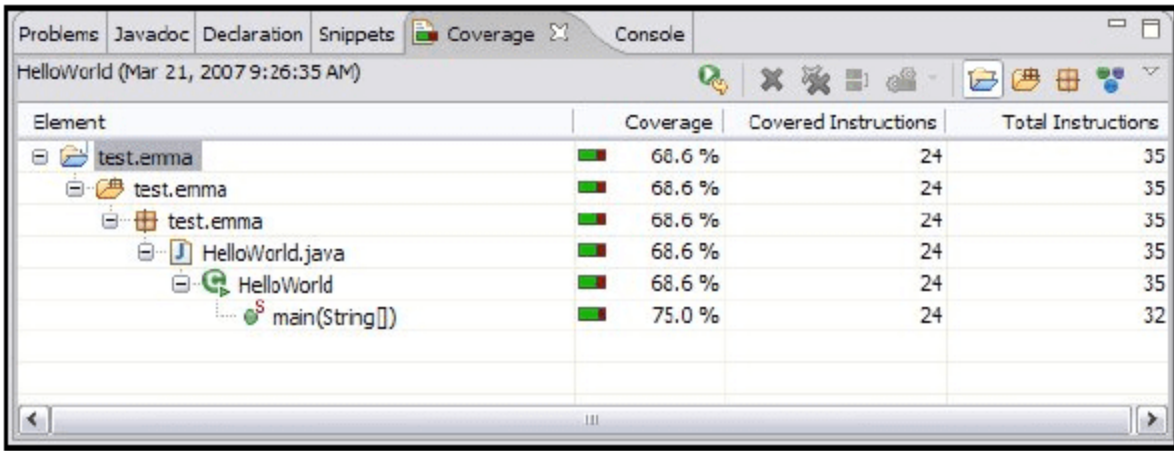 Problems Javadoc Declaration Snippets Coverage Console
HelloWorld (Mar 21, 2007 9:26:35 AM)
Element Coverage Covered Instructions Total Instructions
test.emma 68.6 % 24 35
test.emma 68.6 % 24 35
test.emma 68.6 % 24 35
HelloWorld.java 68.6 % 24 35
HelloWorld 68.6 % 24 35
main(String[]) 75.0 % 24 32